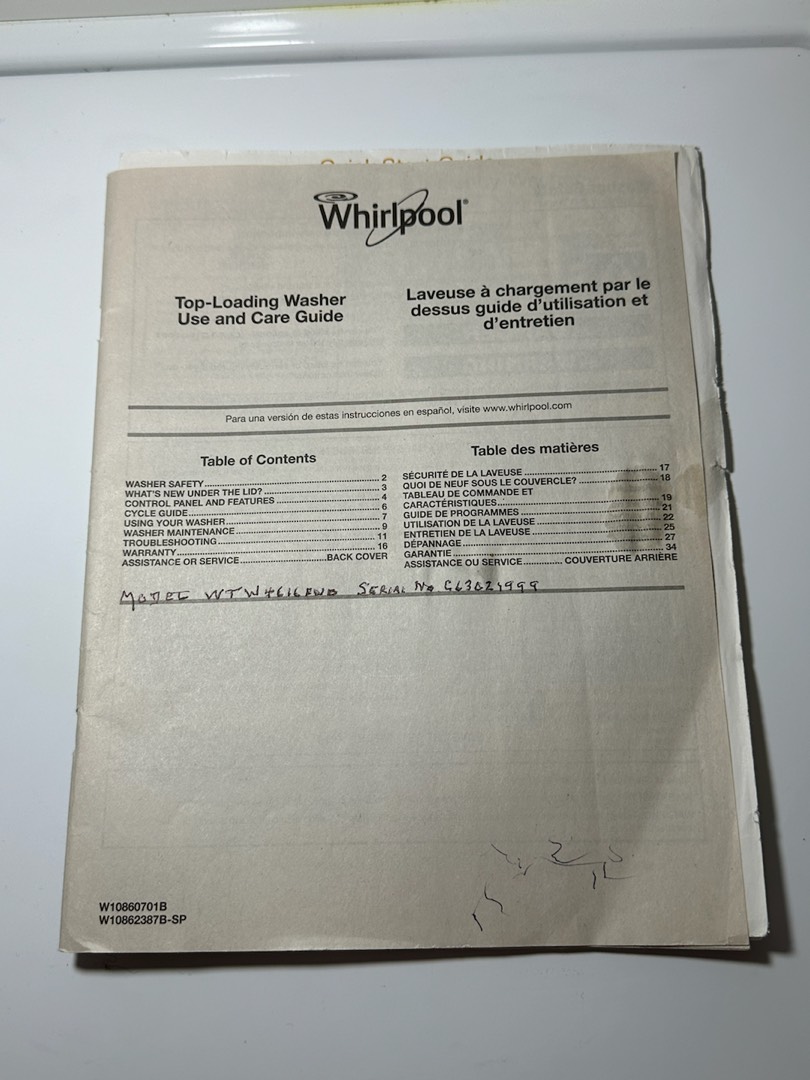 Whirlpool®
Top-Loading Washer
Use and Care Guide
Laveuse à chargement par le
dessus guide d'utilisation et
d'entretien
Para una versión de estas instrucciones en español, visite www.whirlpool.com
Table of Contents
WASHER SAFETY 2
WHAT'S NEW UNDER THE LID? 3
CONTROL PANEL AND FEATURES 4
CYCLE GUIDE 6
USING YOUR WASHER 7
WASHER MAINTENANCE 9
TROUBLESHOOTING 11
WARRANTY 16
ASSISTANCE OR SERVICE BACK COVER
Table des matières
SÉCURITÉ DE LA LAVEUSE 17
QUOI DE NEUF SOUS LE COUVERCLE? 18
TABLEAU DE COMMANDE ET
CARACTÉRISTIQUES 19
GUIDE DE PROGRAMMES 21
UTILISATION DE LA LAVEUSE 22
ENTRETIEN DE LA LAVEUSE 25
DÉPANNAGE 27
GARANTIE 34
ASSISTANCE OU SERVICE COUVERTURE ARRIÈRE
MODEL WTW4616FW0 SERIAL No
W10860701B
W10862387B-SP